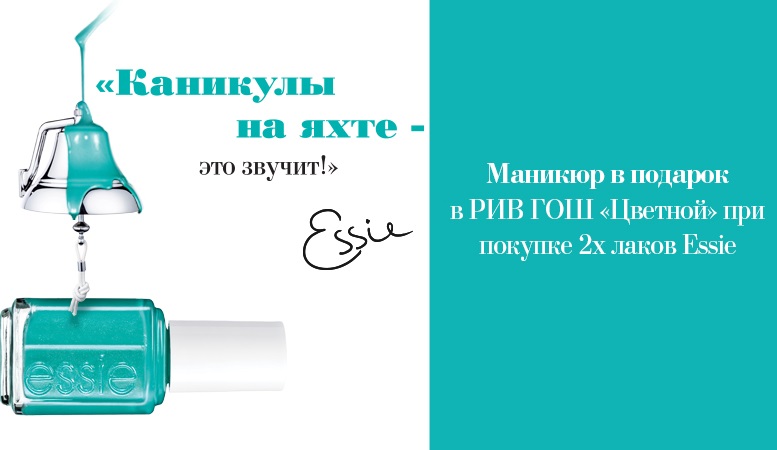 «Каникулы
на яхте -
это звучит!»
Essie
essie
Маникюр в подарок
в РИВ ГОШ «Цветной» при
покупке 2х лаков Essie